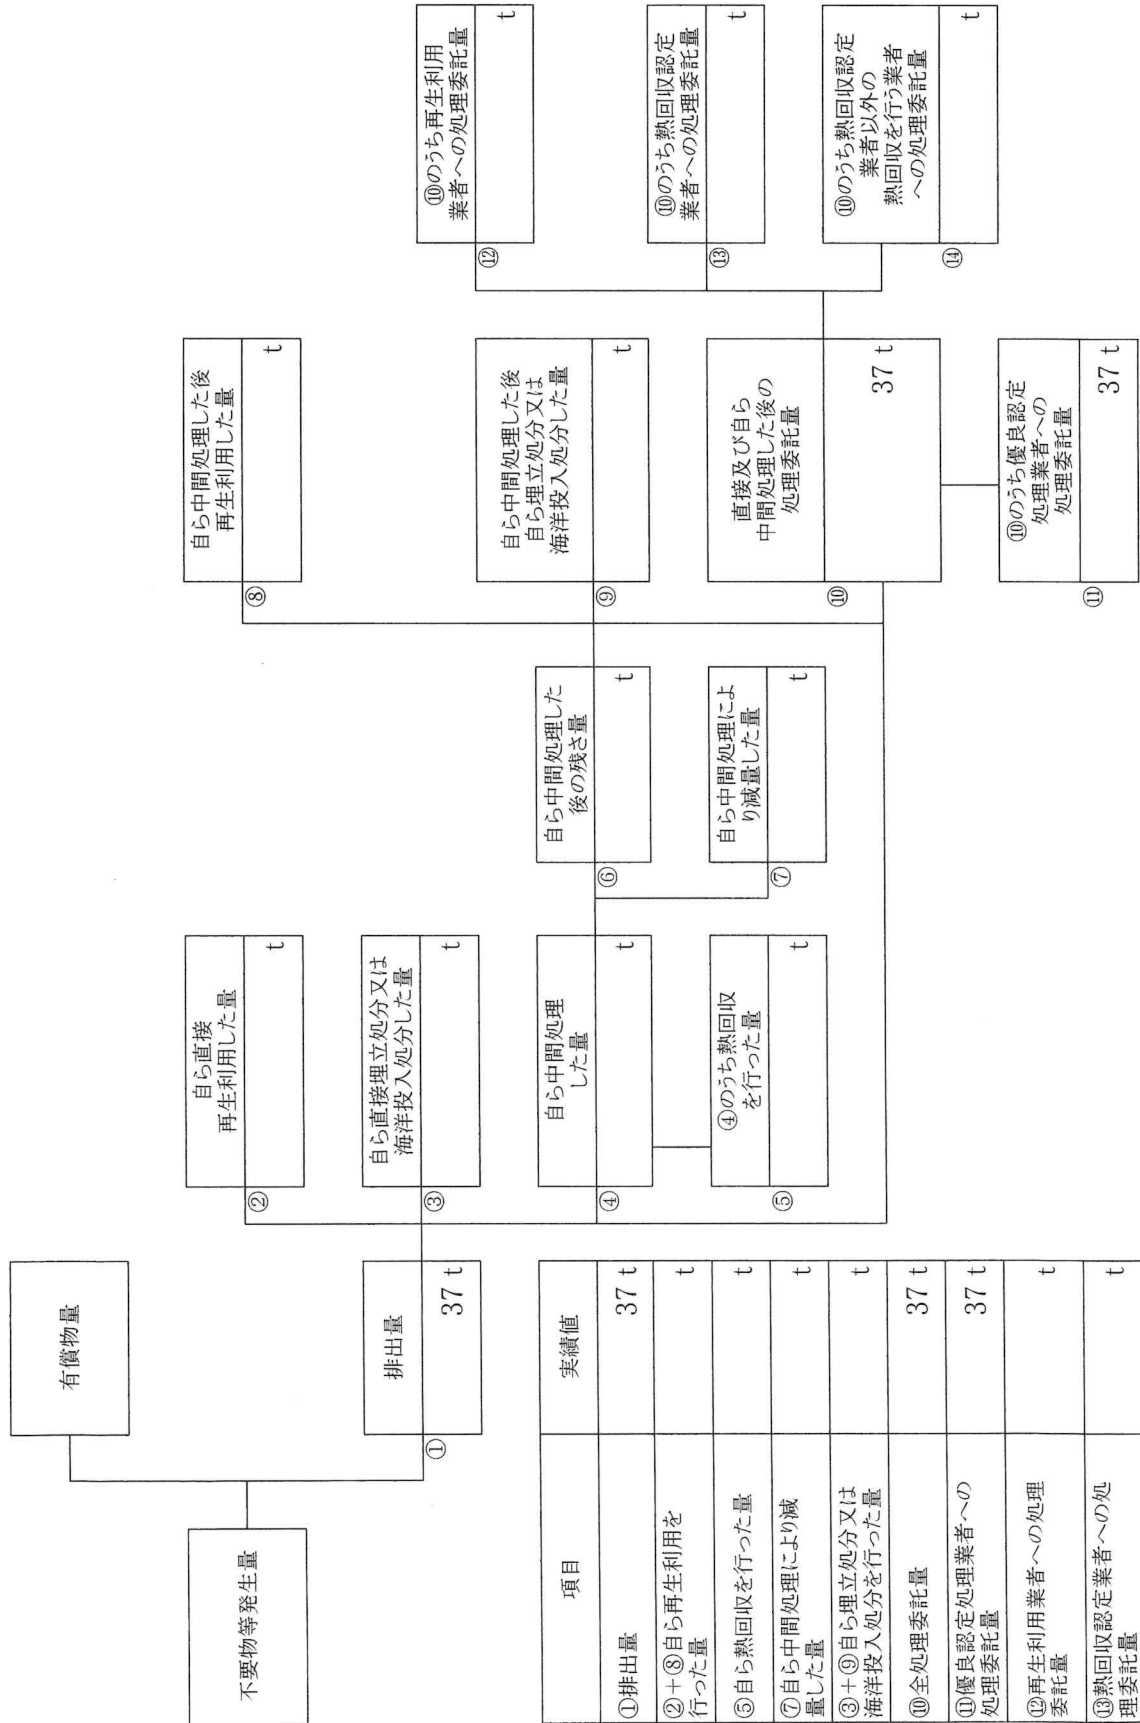 不要物等発生量
有償物量
排出量
①
37 t
自ら直接
再生利用した量
②
t
自ら直接埋立処分又は
海洋投入処分した量
③
t
自ら中間処理
した量
④
t
④のうち熱回収
を行った量
⑤
t
自ら中間処理した
後の残さ量
⑥
t
自ら中間処理によ
り減量した量
⑦
t
自ら中間処理した後
再生利用した量
⑧
t
自ら中間処理した後
自ら埋立処分又は
海洋投入処分した量
⑨
t
直接及び自ら
中間処理した後の
処理委託量
⑩
37 t
⑩のうち優良認定
処理業者への
処理委託量
⑪
37 t
⑩のうち再生利用
業者への処理委託量
⑫
t
⑩のうち熱回収認定
業者への処理委託量
⑬
t
⑩のうち熱回収認定
業者以外の
熱回収を行う業者
への処理委託量
⑭
t
項目 実績値
①排出量 37 t
②+⑧自ら再生利用を
行った量 t
⑤自ら熱回収を行った量 t
⑦自ら中間処理により減
量した量 t
③+⑨自ら埋立処分又は
海洋投入処分を行った量 t
⑩全処理委託量 37 t
⑪優良認定処理業者への
処理委託量 37 t
⑫再生利用業者への処理
委託量 t
⑬熱回収認定業者への処
理委託量 t